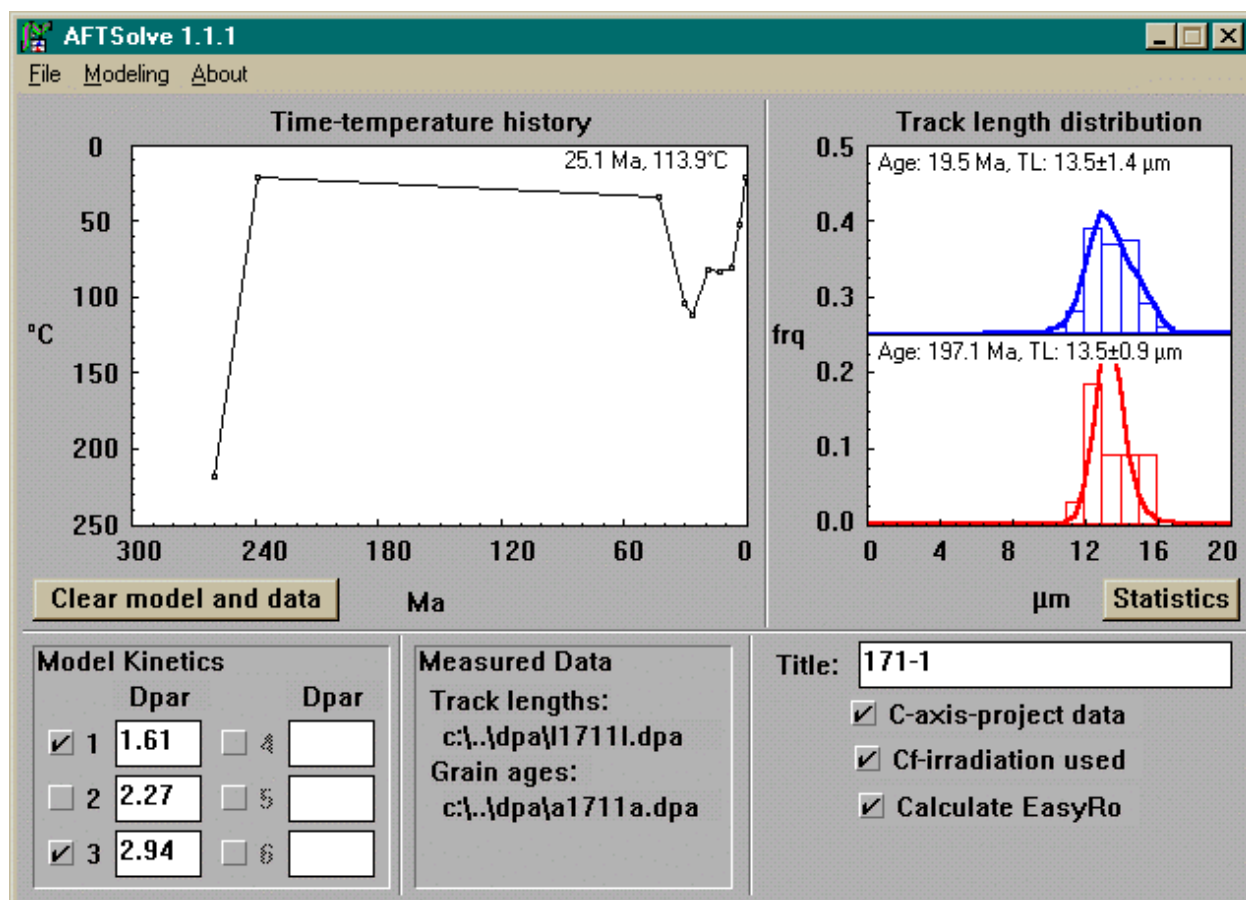 AFTSolve 1.1.1
File Modeling About
Time-temperature history
0
50
100
150
200
250
°C
25.1 Ma, 113.9°C
300 240 180 120 60 0
Clear model and data
Ma
Track length distribution
0.5
0.4
0.3
0.2
0.1
0.0
frq
Age: 19.5 Ma, TL: 13.5±1.4 µm
Age: 197.1 Ma, TL: 13.5±0.9 µm
0 4 8 12 16 20
µm
Statistics
Model Kinetics
Dpar Dpar
1 1.61 4
2 2.27 5
3 2.94 6
Measured Data
Track lengths:
c:\..\dpa\l1711l.dpa
Grain ages:
c:\..\dpa\a1711a.dpa
Title: 171-1
C-axis-project data
Cf-irradiation used
Calculate EasyRo